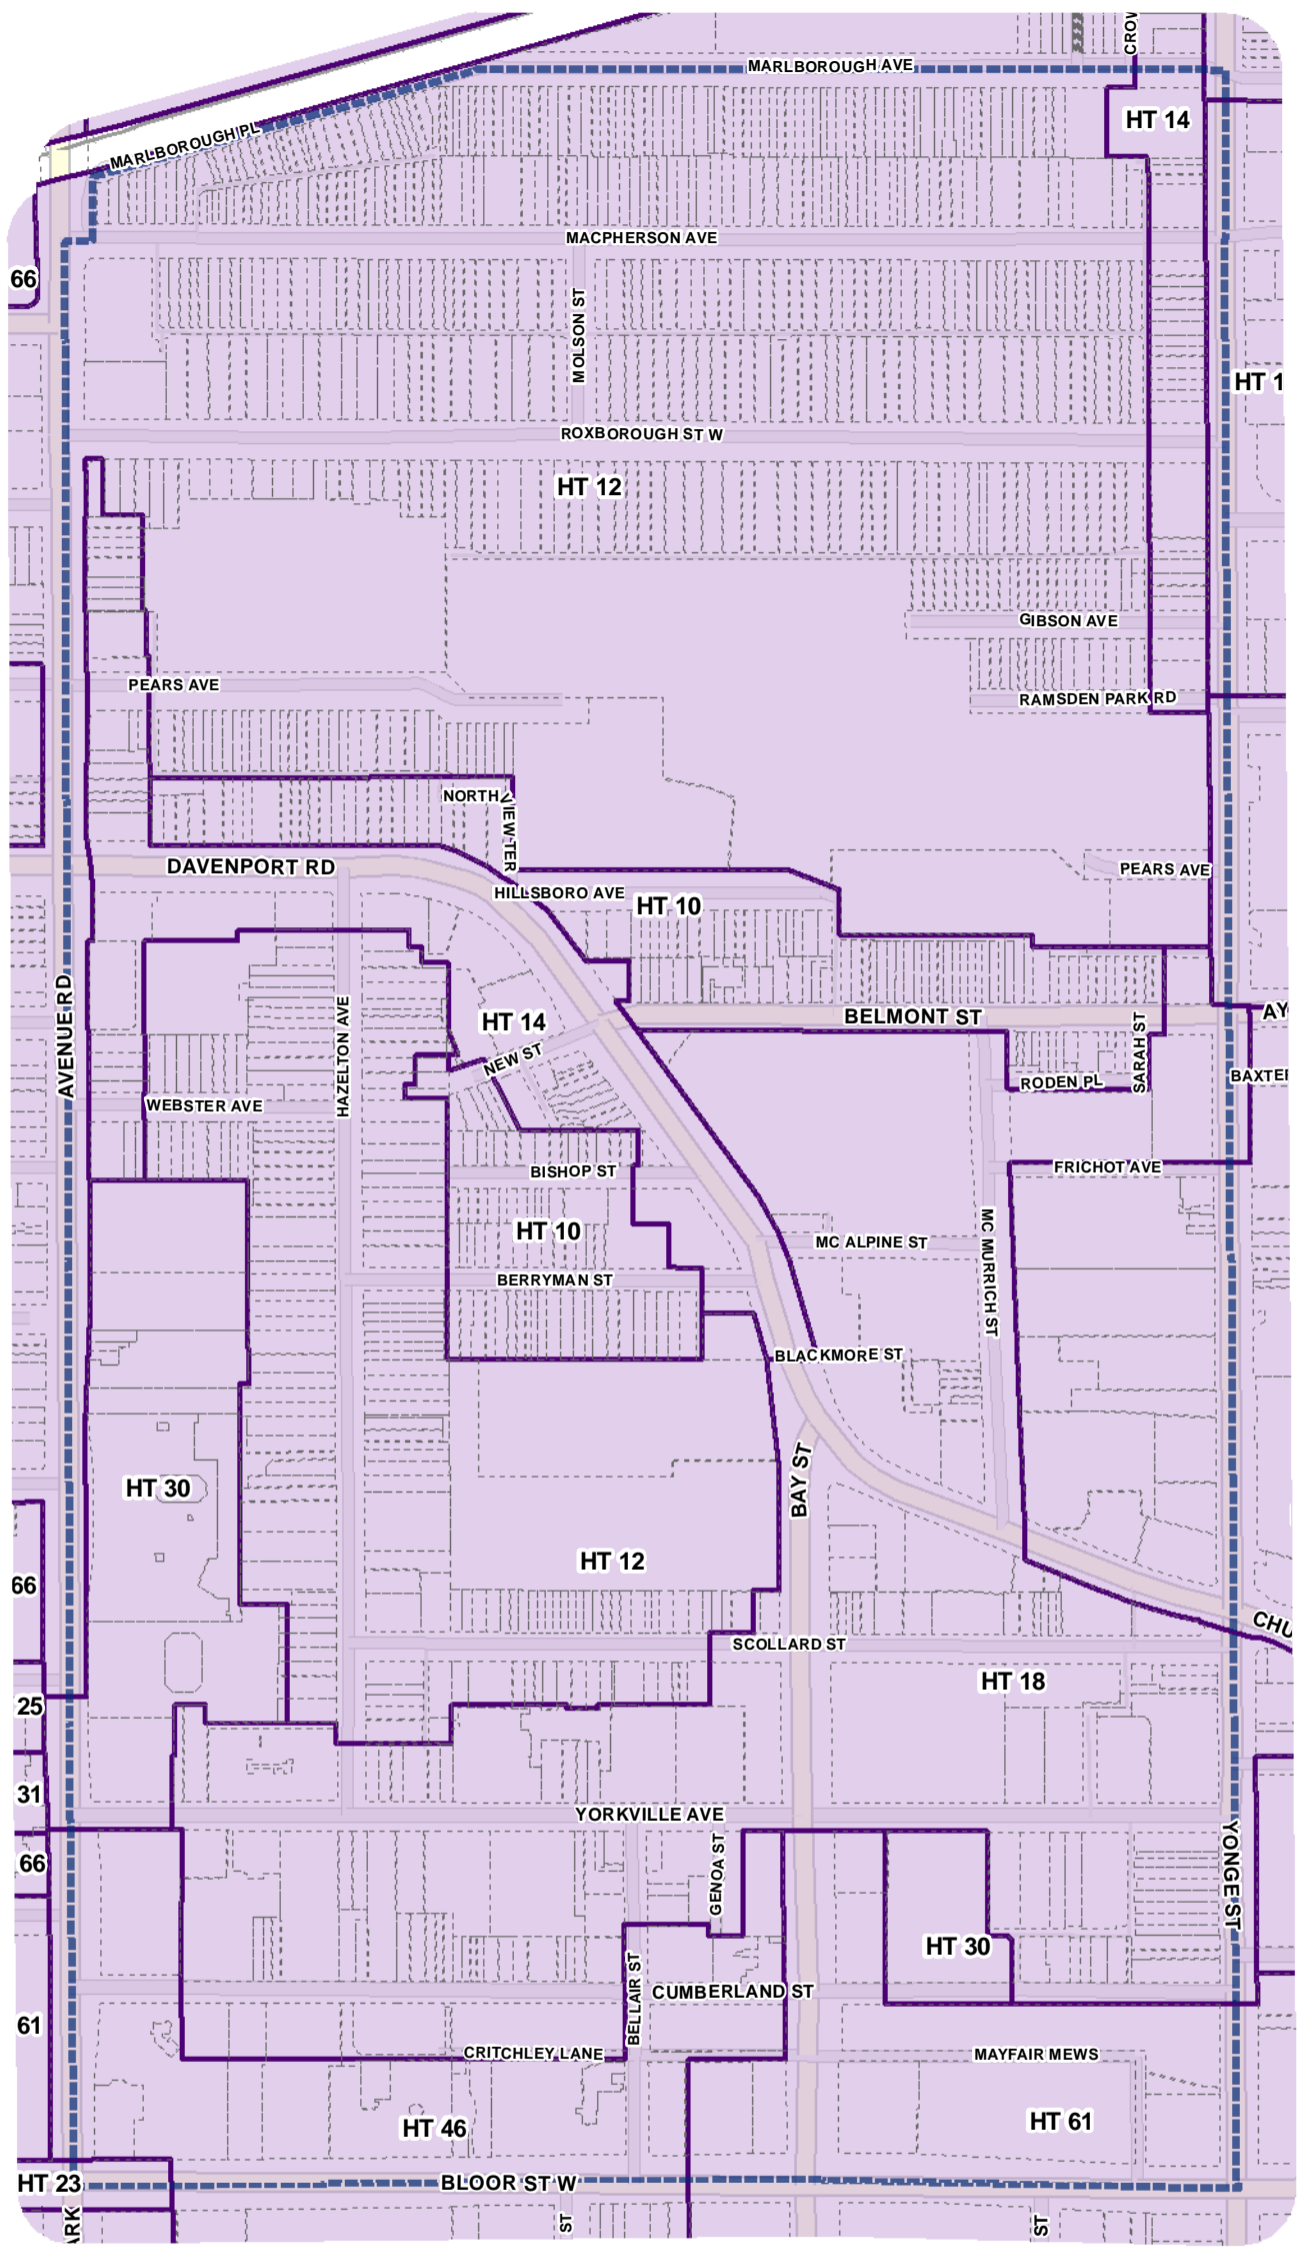 CROW
MARLBOROUGH AVE
HT 14
MARLBOROUGH PL
MACPHERSON AVE
66
MOLSON ST
HT 1
ROXBOROUGH ST W
HT 12
GIBSON AVE
PEARS AVE
RAMSDEN PARK RD
NORTHVIEW TER
DAVENPORT RD
PEARS AVE
HILLSBORO AVE
HT 10
AVENUE RD
HAZELTON AVE
HT 14
BELMONT ST
AY
NEW ST
SARAH ST
RODEN PL
BAXTER
WEBSTER AVE
BISHOP ST
FRICHOT AVE
HT 10
MC ALPINE ST
MC MURRICH ST
BERRYMAN ST
BLACKMORE ST
HT 30
BAY ST
HT 12
66
CHU
SCOLLARD ST
HT 18
25
31
YORKVILLE AVE
66
GENOA ST
YONGE ST
HT 30
BELLAIR ST
CUMBERLAND ST
61
CRITCHLEY LANE
MAYFAIR MEWS
HT 46
HT 61
HT 23
BLOOR ST W
ARK
ST
ST